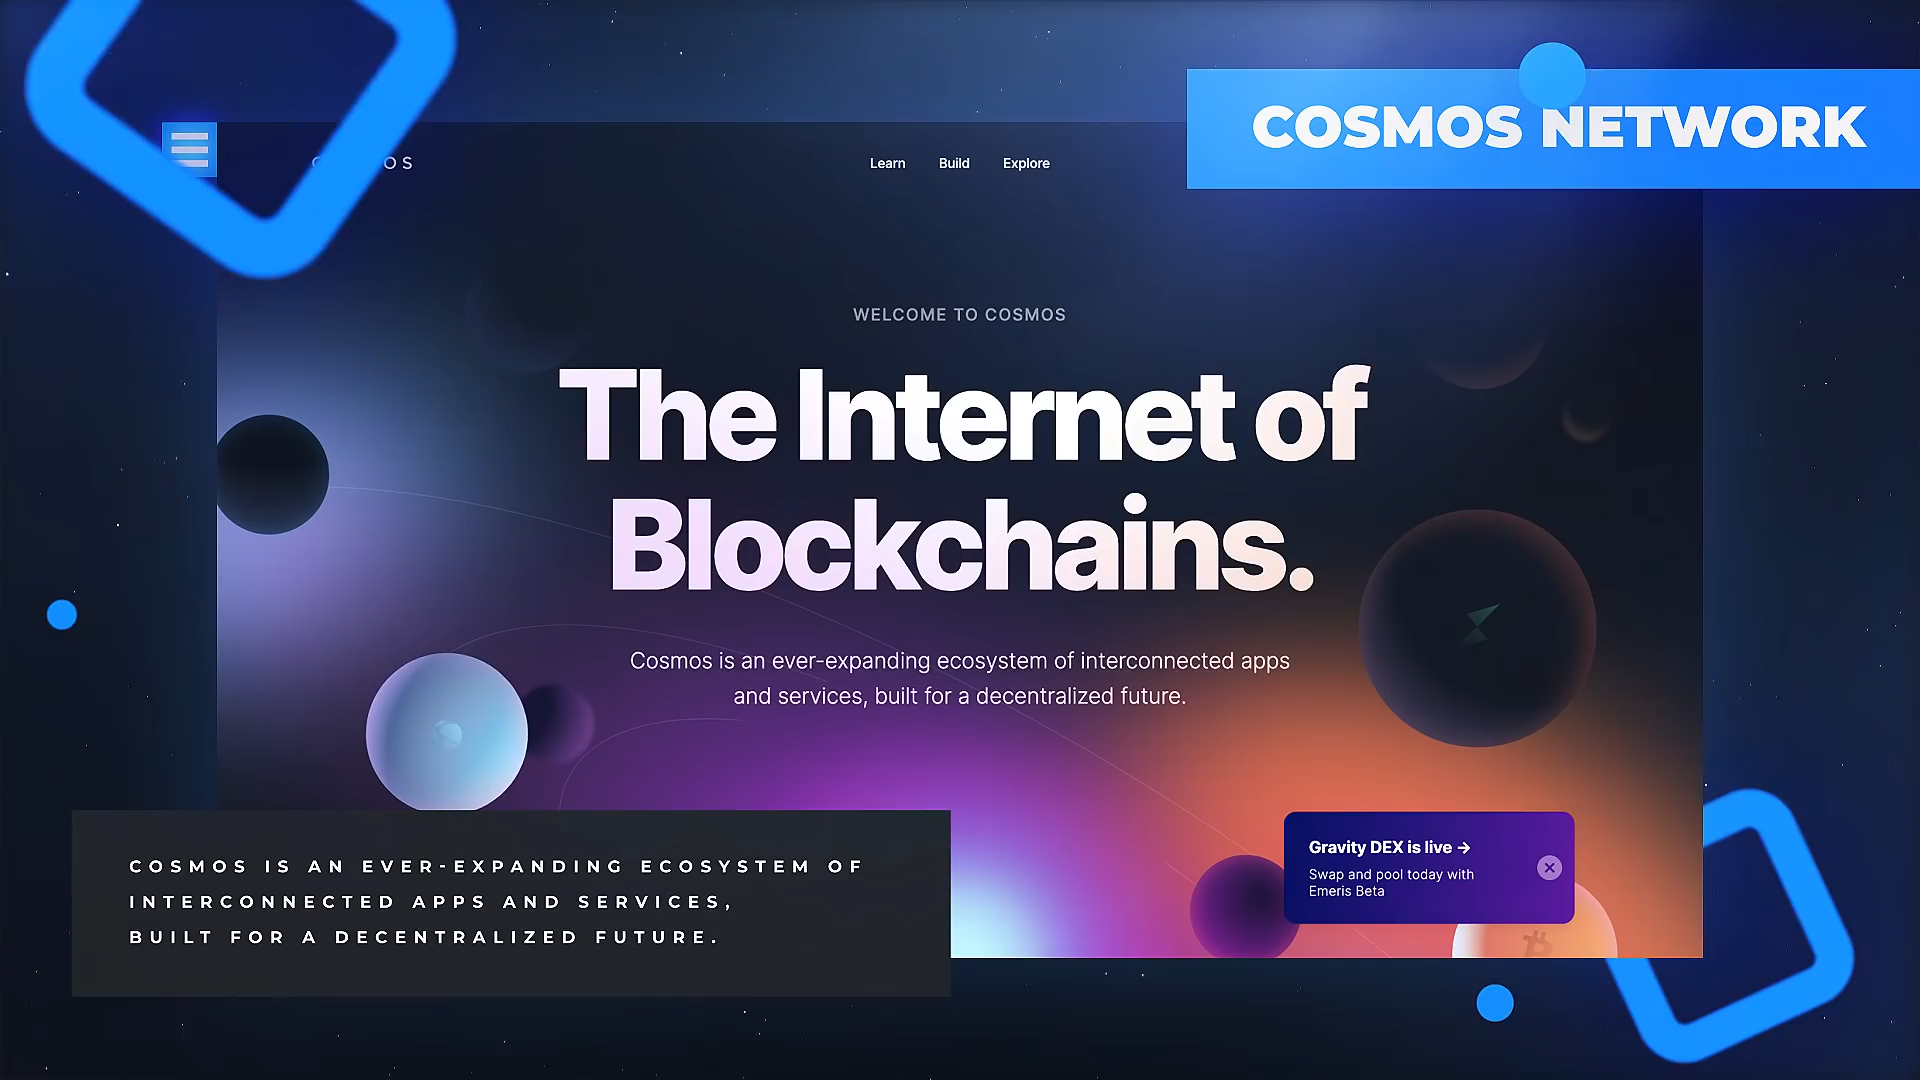 COSMOS NETWORK
Learn Build Explore
WELCOME TO COSMOS
The Internet of
Blockchains.
Cosmos is an ever-expanding ecosystem of interconnected apps
and services, built for a decentralized future.
Gravity DEX is live →
Swap and pool today with
Emeris Beta
COSMOS IS AN EVER-EXPANDING ECOSYSTEM OF
INTERCONNECTED APPS AND SERVICES,
BUILT FOR A DECENTRALIZED FUTURE.